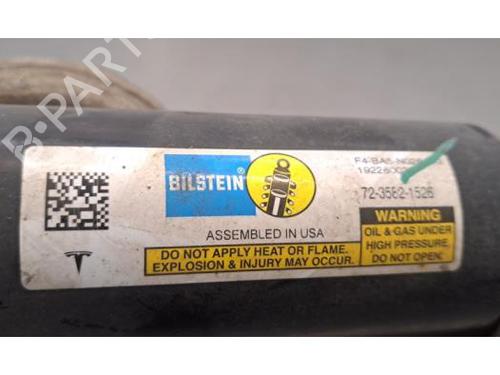 B-PARTS
BILSTEIN
ASSEMBLED IN USA
DO NOT APPLY HEAT OR FLAME.
EXPLOSION & INJURY MAY OCCUR.
72-3582-1526
WARNING
OIL & GAS UNDER
HIGH PRESSURE,
DO NOT OPEN.